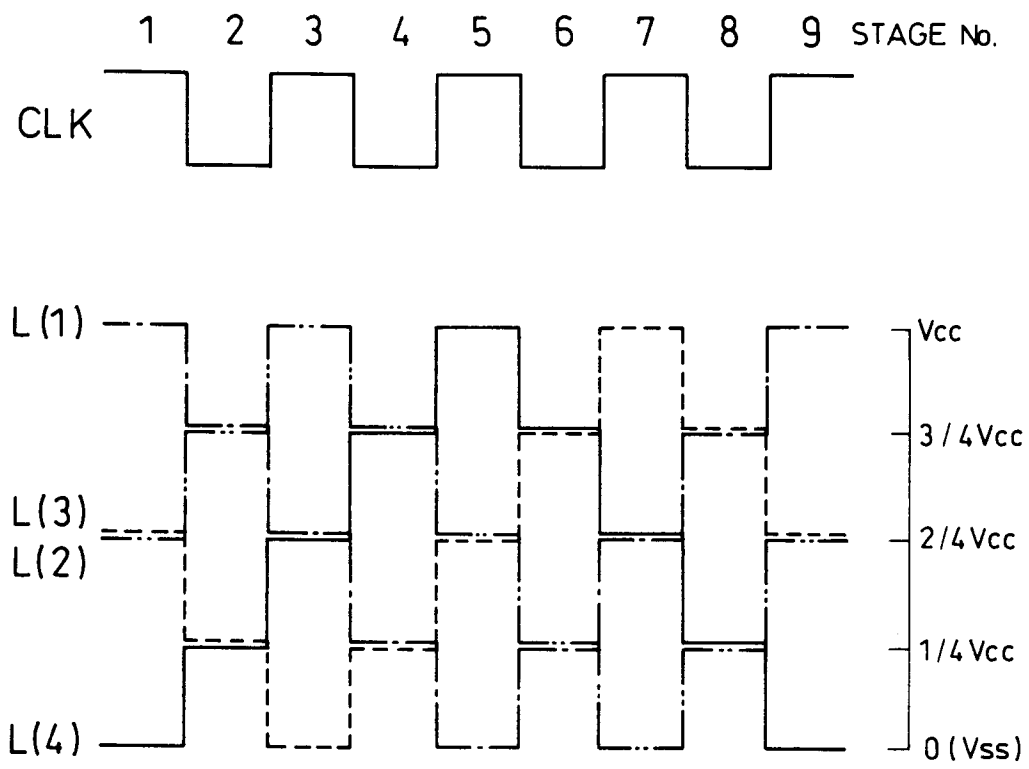 1 2 3 4 5 6 7 8 9 STAGE No.
CLK
L(1)
Vcc
3/4Vcc
L(3)
2/4Vcc
L(2)
1/4Vcc
L(4)
0(Vss)